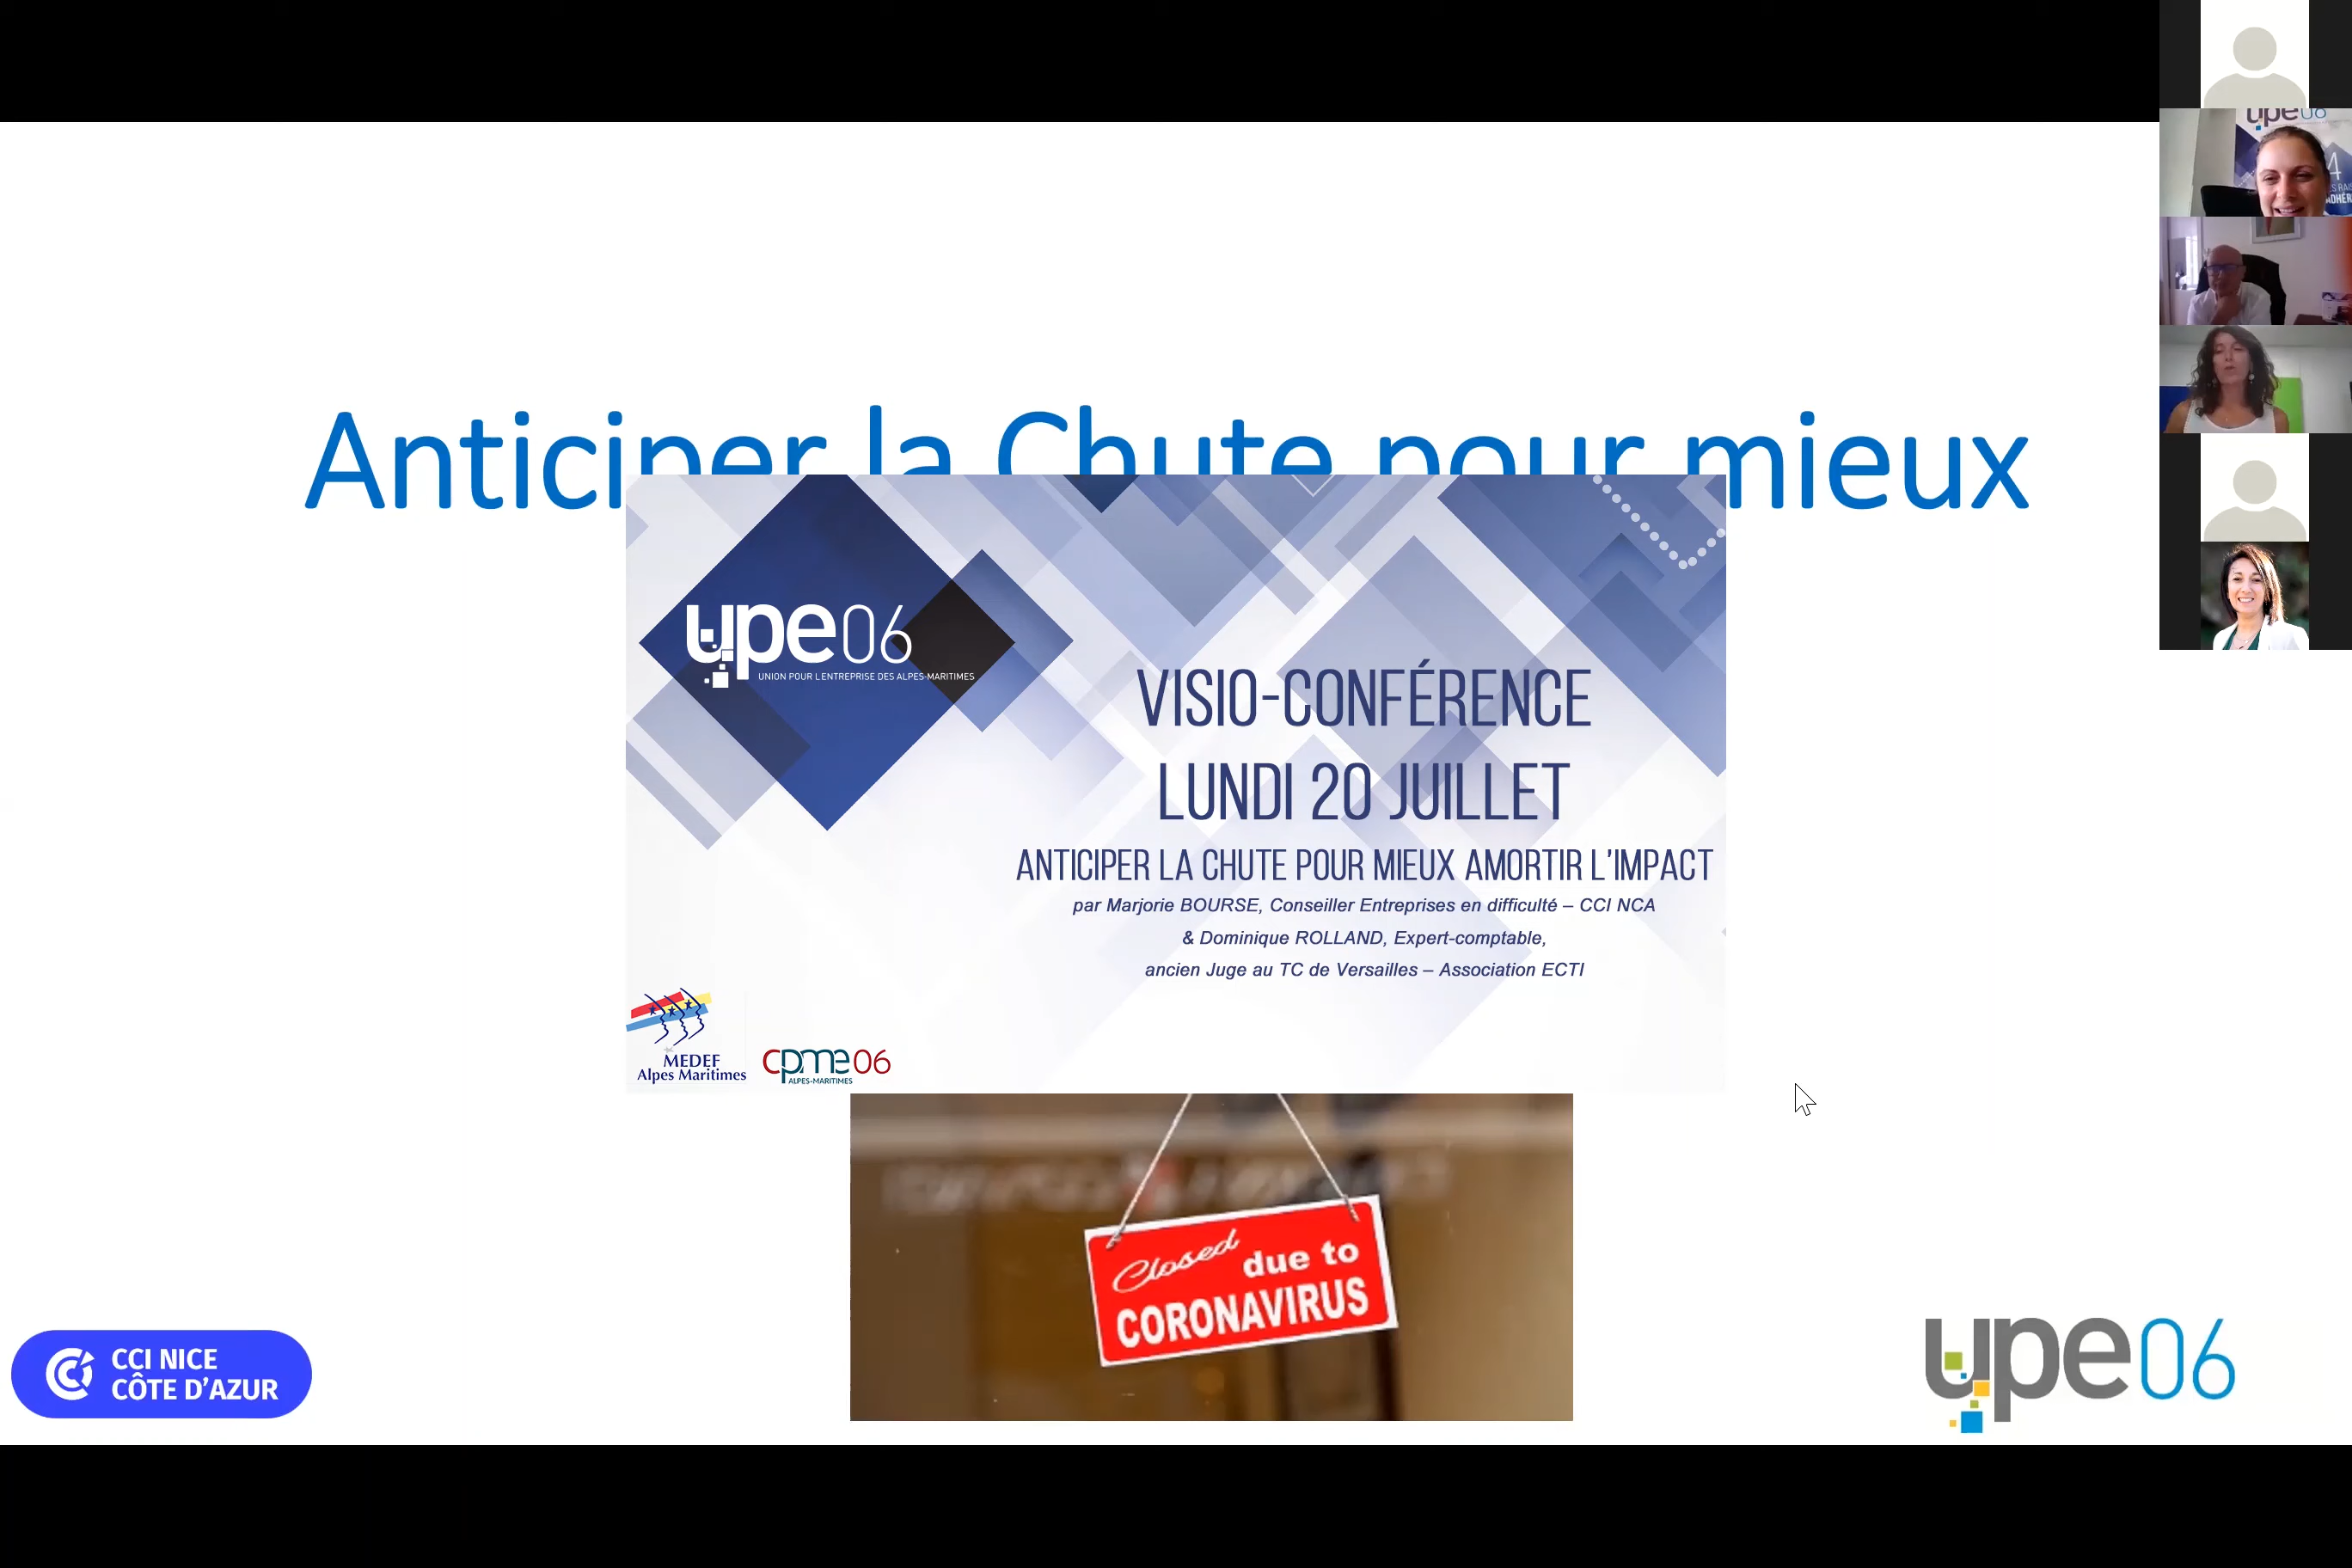 Anticiper la Chute pour mieux
upe06
UNION POUR L'ENTREPRISE DES ALPES-MARITIMES
VISIO-CONFÉRENCE
LUNDI 20 JUILLET
ANTICIPER LA CHUTE POUR MIEUX AMORTIR L'IMPACT
par Marjorie BOURSE, Conseiller Entreprises en difficulté – CCI NCA
& Dominique ROLLAND, Expert-comptable,
ancien Juge au TC de Versailles – Association ECTI
MEDEF
Alpes Maritimes
cpme06
ALPES-MARITIMES
Closed due to
CORONAVIRUS
CCI NICE
CÔTE D'AZUR
upe06
upe06
4